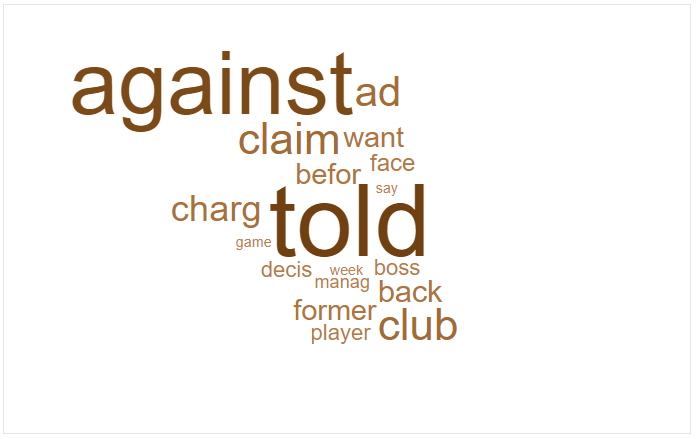 against ad
claim want
befor face
say
charg told
game
decis week boss
manag back
former club
player